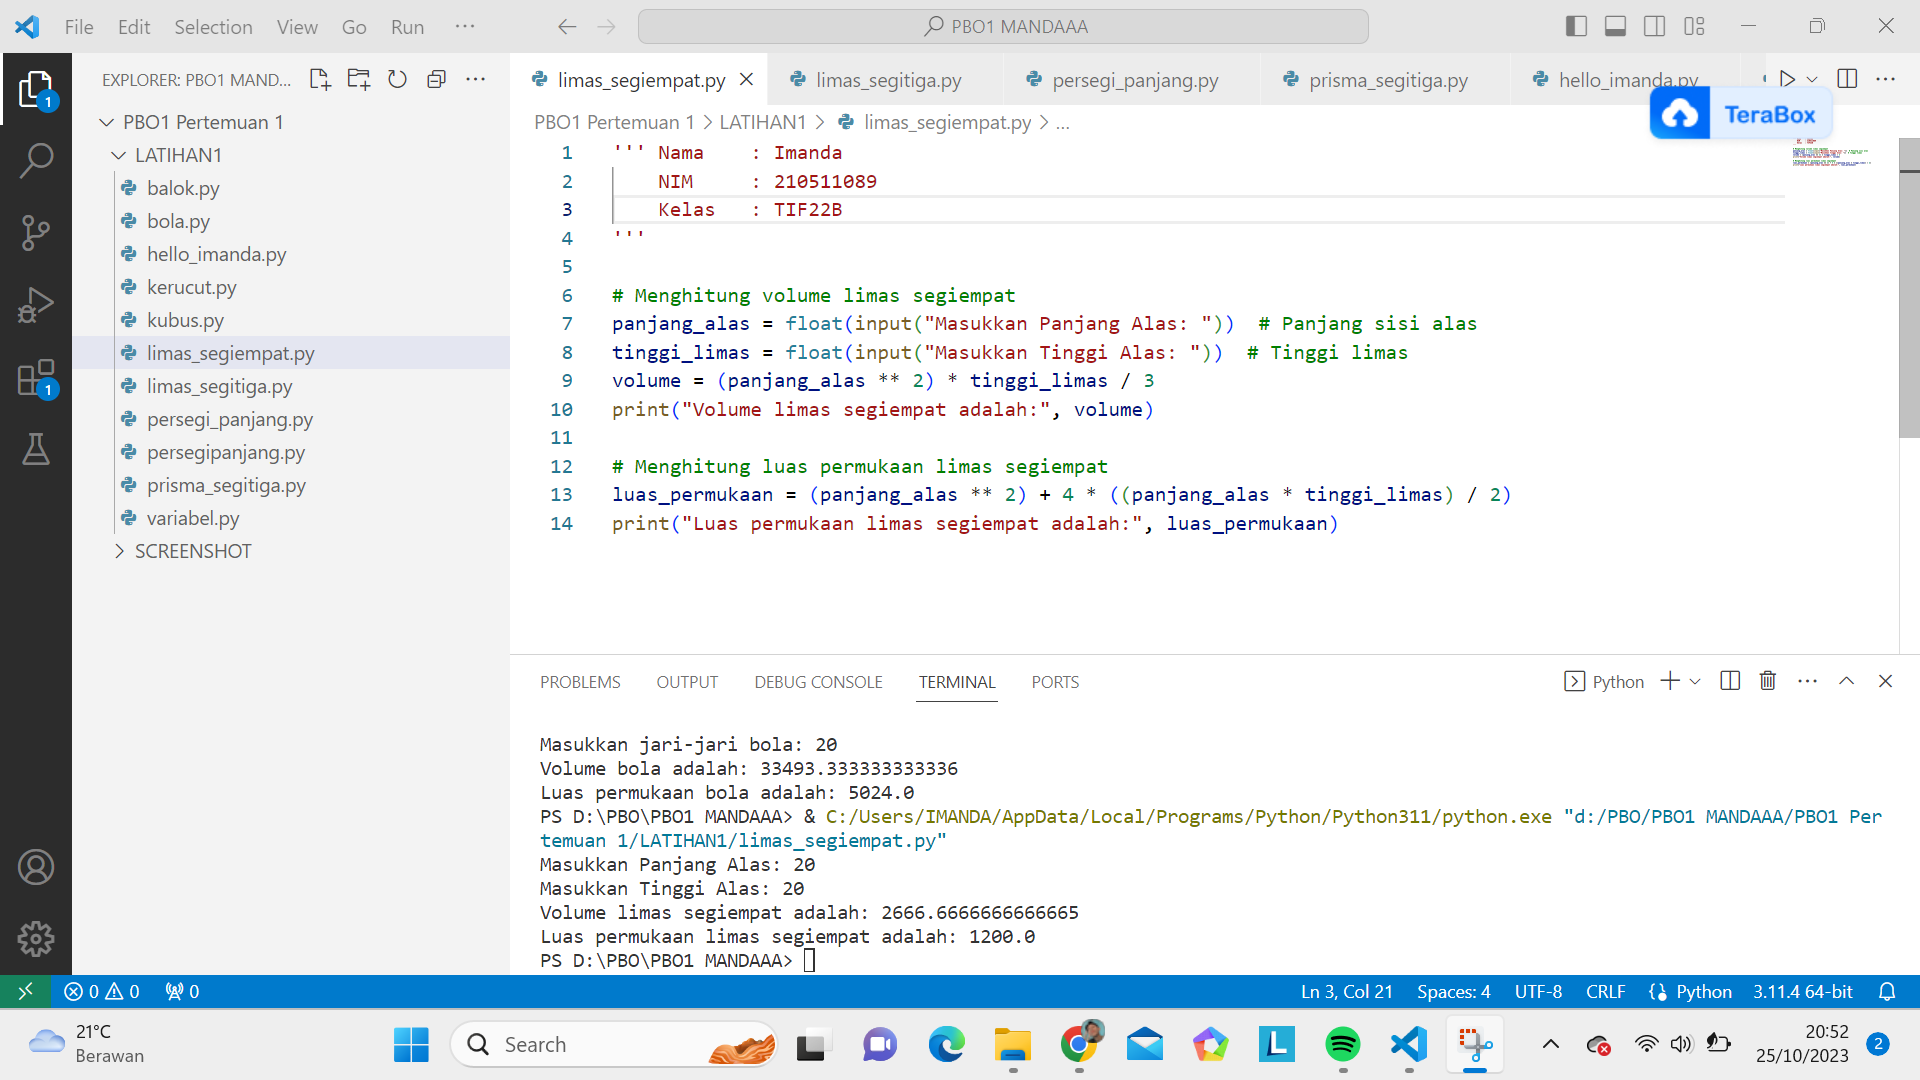 File Edit Selection View Go Run ...
PBO1 MANDAAA
EXPLORER: PBO1 MAND...
limas_segiempat.py
limas_segitiga.py
persegi_panjang.py
prisma_segitiga.py
hello_imanda.py
TeraBox
PBO1 Pertemuan 1 > LATIHAN1 > limas_segiempat.py > ...
1
PBO1 Pertemuan 1
LATIHAN1
balok.py
bola.py
hello_imanda.py
kerucut.py
kubus.py
limas_segiempat.py
limas_segitiga.py
persegi_panjang.py
persegipanjang.py
prisma_segitiga.py
variabel.py
SCREENSHOT
1
1 ''' Nama : Imanda
2 NIM : 210511089
3 Kelas : TIF22B
4 '''
5
6 # Menghitung volume limas segiempat
7 panjang_alas = float(input("Masukkan Panjang Alas: ")) # Panjang sisi alas
8 tinggi_limas = float(input("Masukkan Tinggi Alas: ")) # Tinggi limas
9 volume = (panjang_alas ** 2) * tinggi_limas / 3
10 print("Volume limas segiempat adalah:", volume)
11
12 # Menghitung luas permukaan limas segiempat
13 luas_permukaan = (panjang_alas ** 2) + 4 * ((panjang_alas * tinggi_limas) / 2)
14 print("Luas permukaan limas segiempat adalah:", luas_permukaan)
PROBLEMS OUTPUT DEBUG CONSOLE TERMINAL PORTS
Python
Masukkan jari-jari bola: 20
Volume bola adalah: 33493.333333333336
Luas permukaan bola adalah: 5024.0
PS D:\PBO\PBO1 MANDAAA> & C:/Users/IMANDA/AppData/Local/Programs/Python/Python311/python.exe "d:/PBO/PBO1 MANDAAA/PBO1 Per
temuan 1/LATIHAN1/limas_segiempat.py"
Masukkan Panjang Alas: 20
Masukkan Tinggi Alas: 20
Volume limas segiempat adalah: 2666.6666666666665
Luas permukaan limas segiempat adalah: 1200.0
PS D:\PBO\PBO1 MANDAAA>
0 0 0
Ln 3, Col 21 Spaces: 4 UTF-8 CRLF Python 3.11.4 64-bit
21°C
Berawan
Search
L
20:52
25/10/2023
2